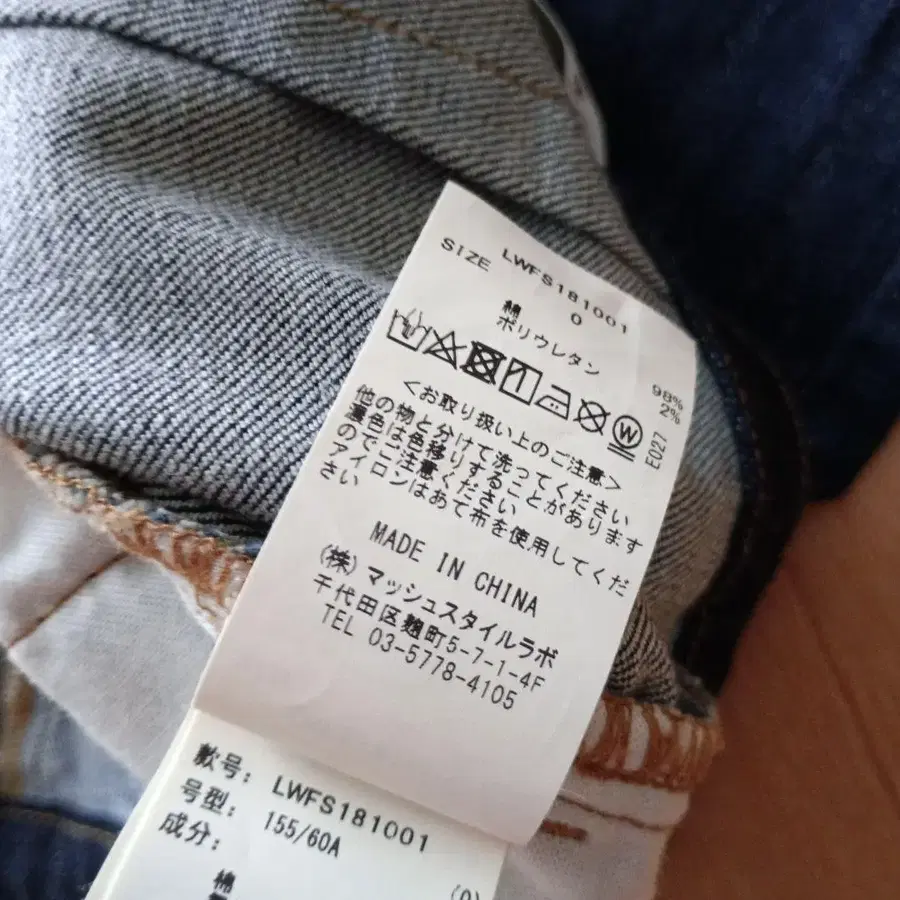 LWFS181001
SIZE 0
綿 98%
ポリウレタン 2%
W
E027
<お取り扱い上のご注意>
他の物と分けて洗ってください
濃色は色移りすることがあります
のでご注意ください
アイロンはあて布を使用してくだ
さい
MADE IN CHINA
(株)マッシュスタイルラボ
千代田区麹町5-7-1-4F
TEL 03-5778-4105
款号: LWFS181001
号型: 155/60A
成分:
綿
(0)